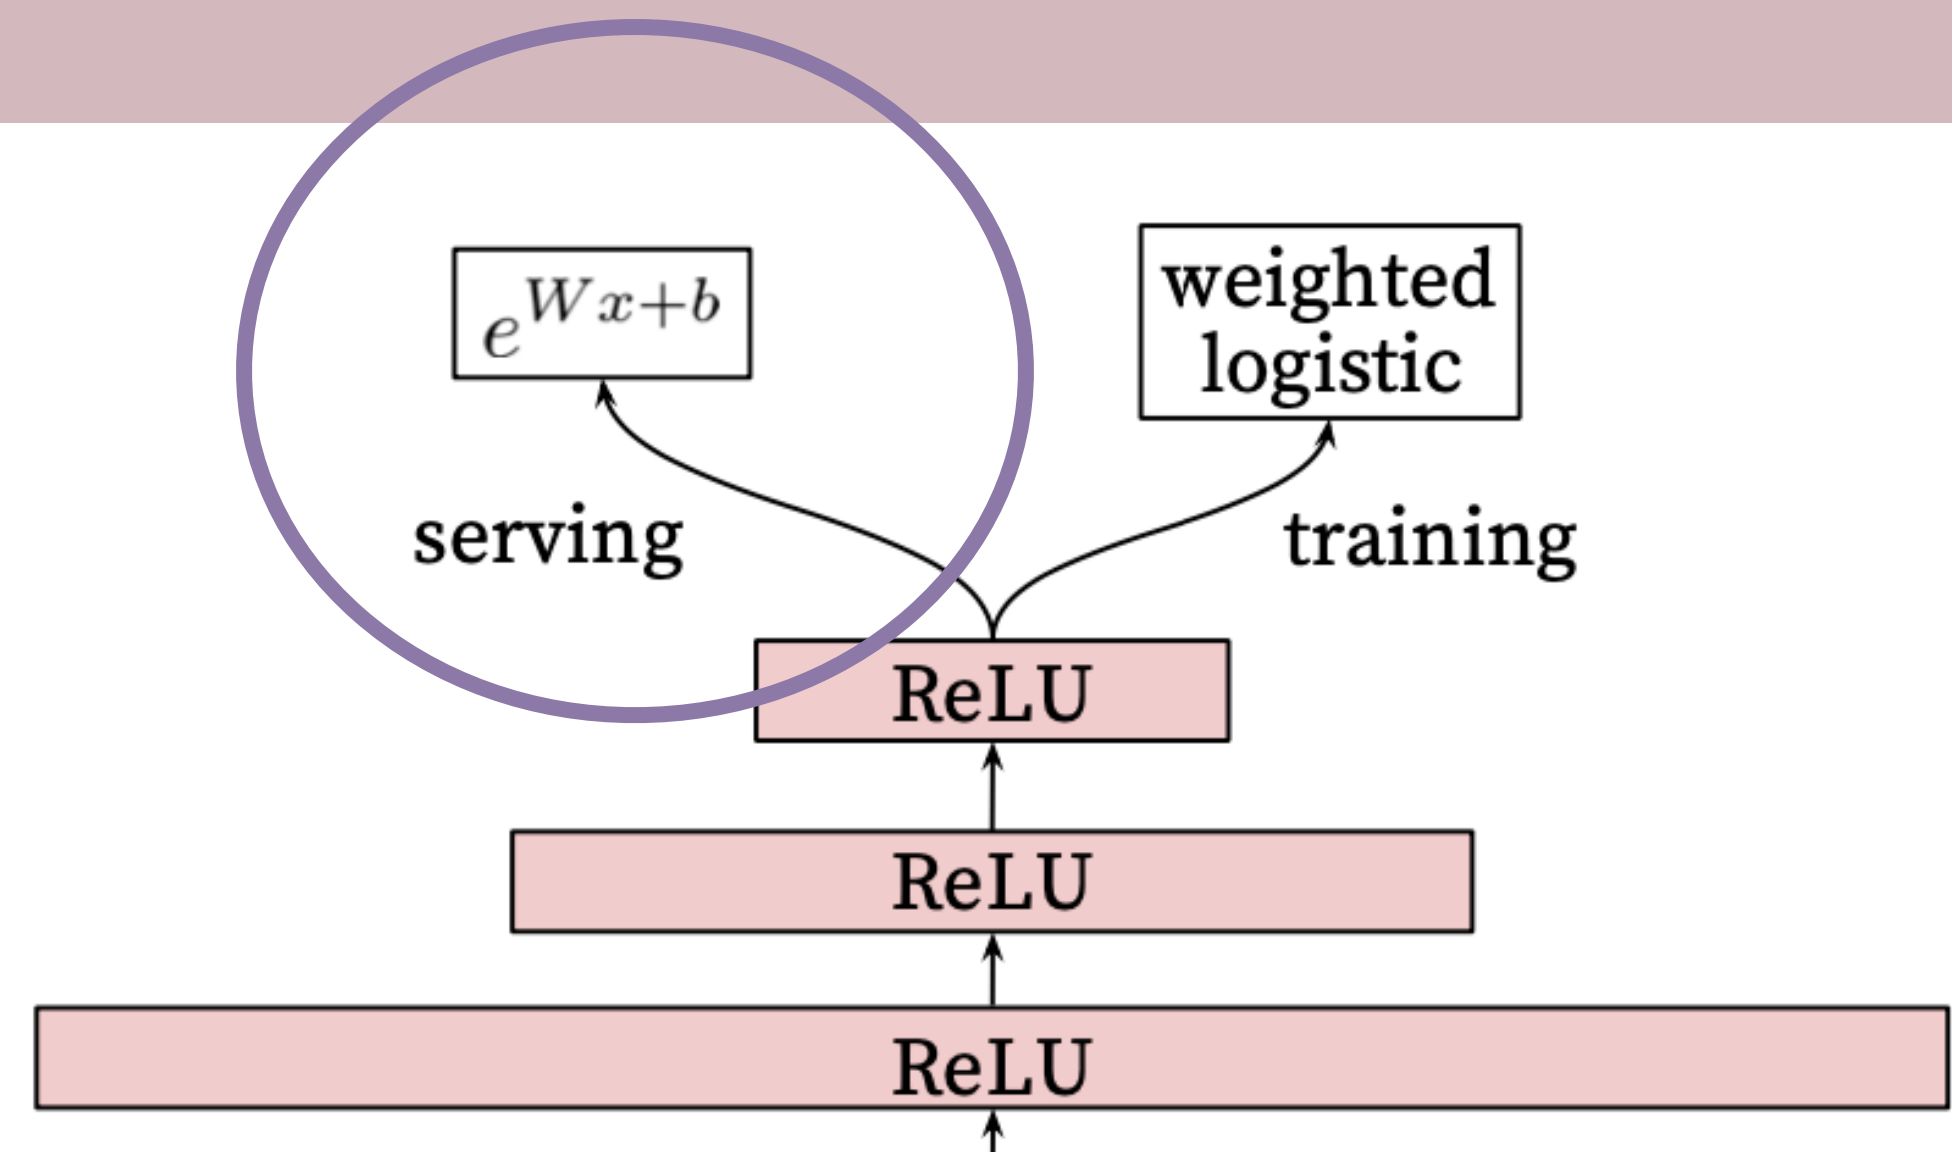 e^{Wx+b}
weighted
logistic
serving
training
ReLU
ReLU
ReLU